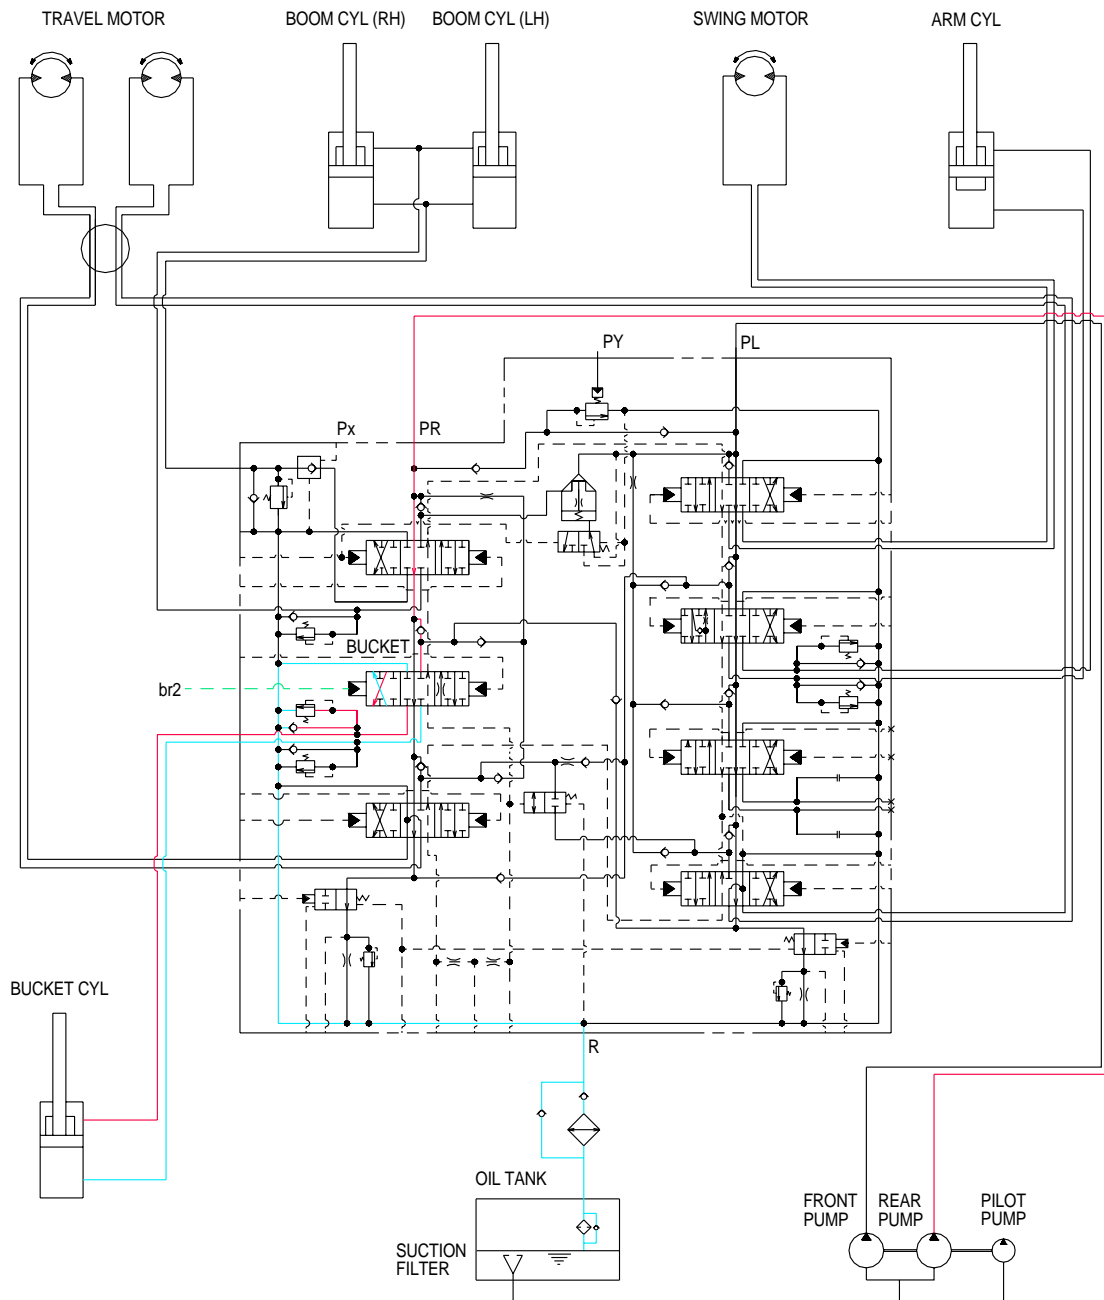 TRAVEL MOTOR
BOOM CYL (RH)
BOOM CYL (LH)
SWING MOTOR
ARM CYL
PY
PL
Px
PR
BUCKET
br2
BUCKET CYL
R
OIL TANK
SUCTION
FILTER
FRONT
PUMP
REAR
PUMP
PILOT
PUMP